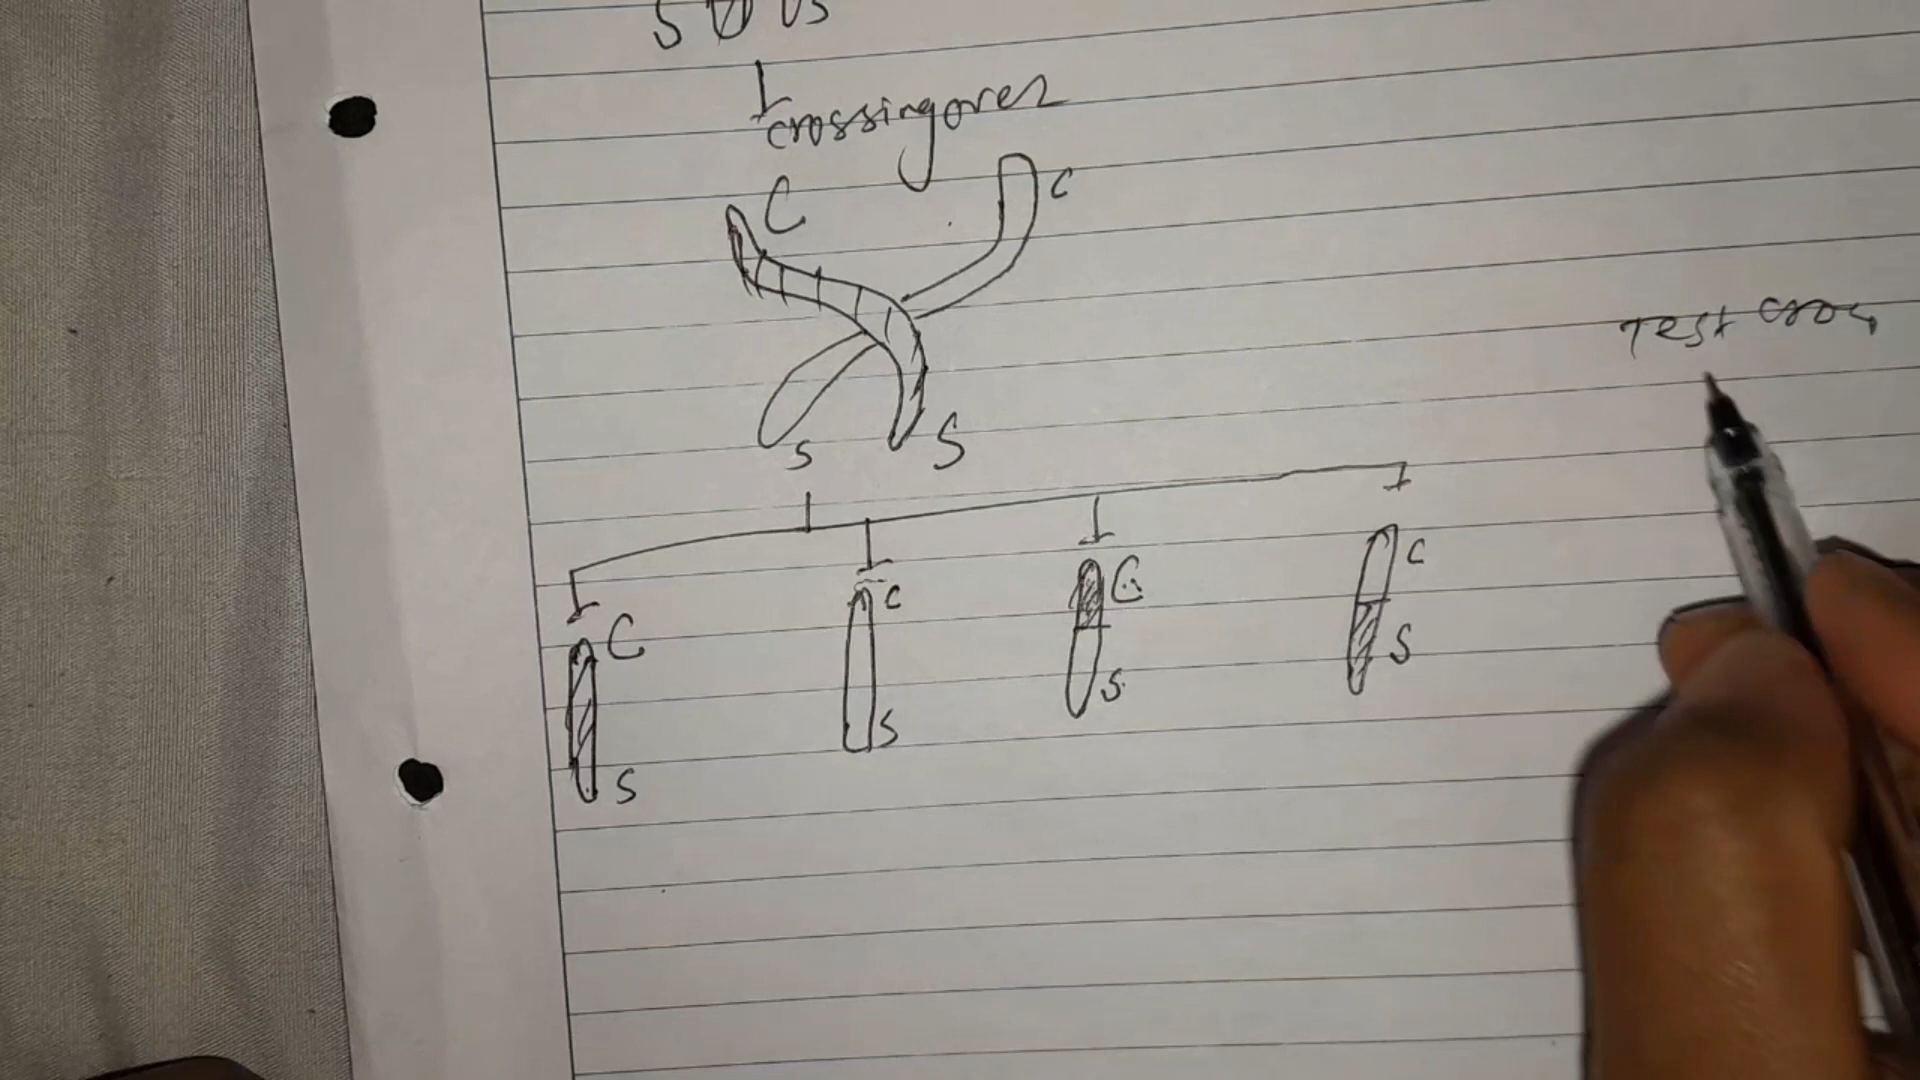 crossingover
C c
s S
C c C c
S s s S
Test cross